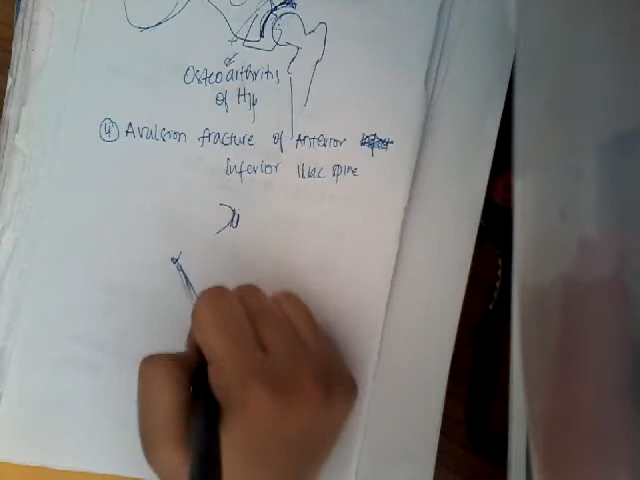 Osteoarthritis
of Hip
④ Avulsion fracture of Anterior
Inferior Iliac spine